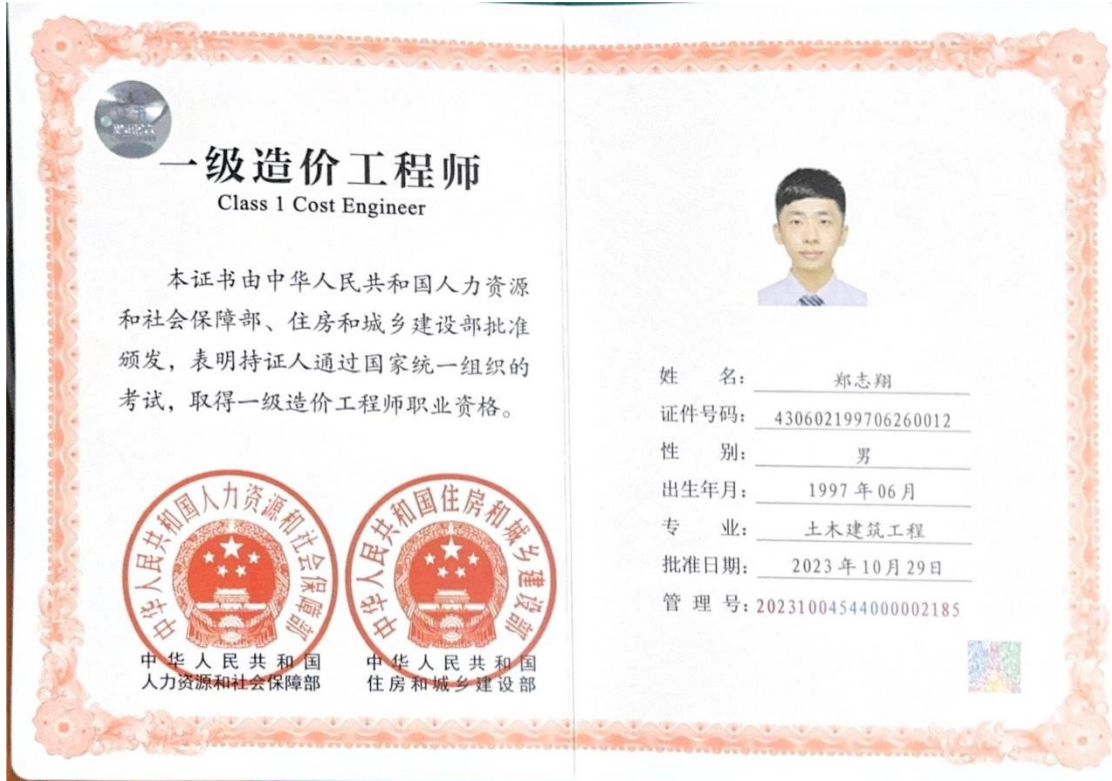 一级造价工程师
Class 1 Cost Engineer
本证书由中华人民共和国人力资源
和社会保障部、住房和城乡建设部批准
颁发，表明持证人通过国家统一组织的
考试，取得一级造价工程师职业资格。
中华人民共和国人力资源和社会保障部
中华人民共和国住房和城乡建设部
中华人民共和国
人力资源和社会保障部
中华人民共和国
住房和城乡建设部
姓 名： 郑志翔
证件号码： 430602199706260012
性 别： 男
出生年月： 1997年06月
专 业： 土木建筑工程
批准日期： 2023年10月29日
管 理 号： 20231004544000002185